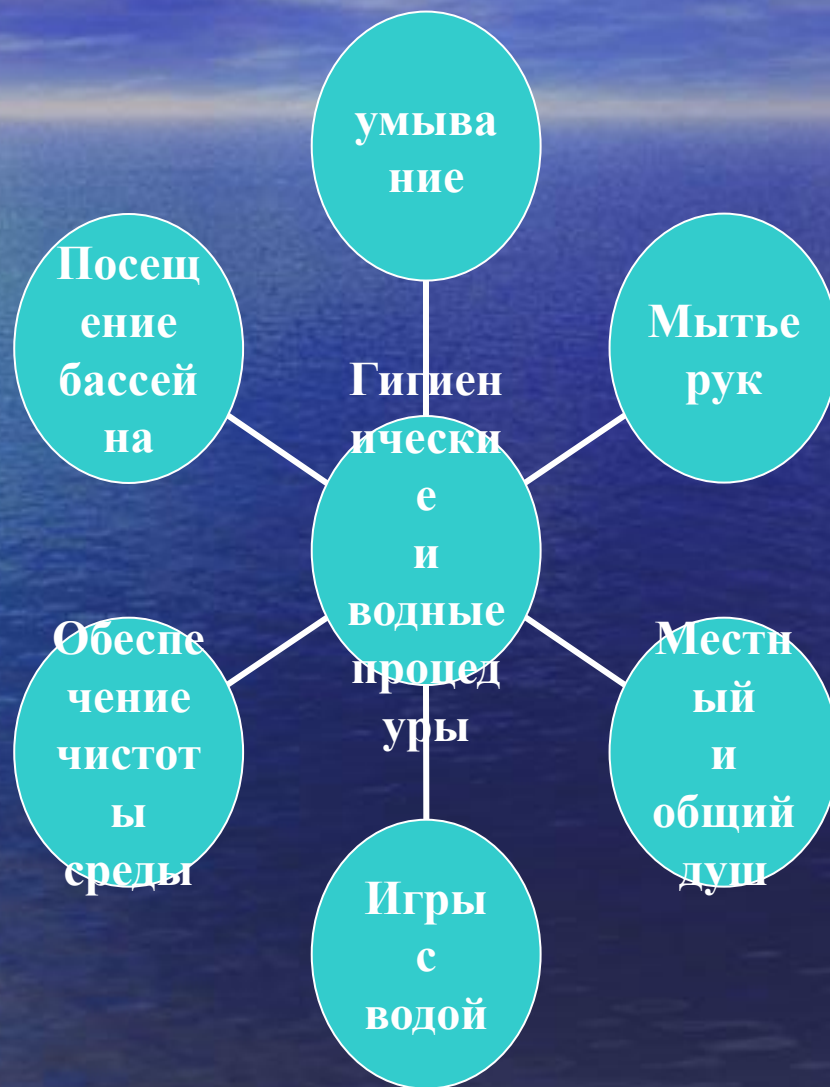 умыва
ние
Мытье
рук
Местн
ый
и
общий
душ
Игры
с
водой
Обеспе
чение
чистот
ы
среды
Посещ
ение
бассей
на
Гигиен
ически
е
и
водные
процед
уры